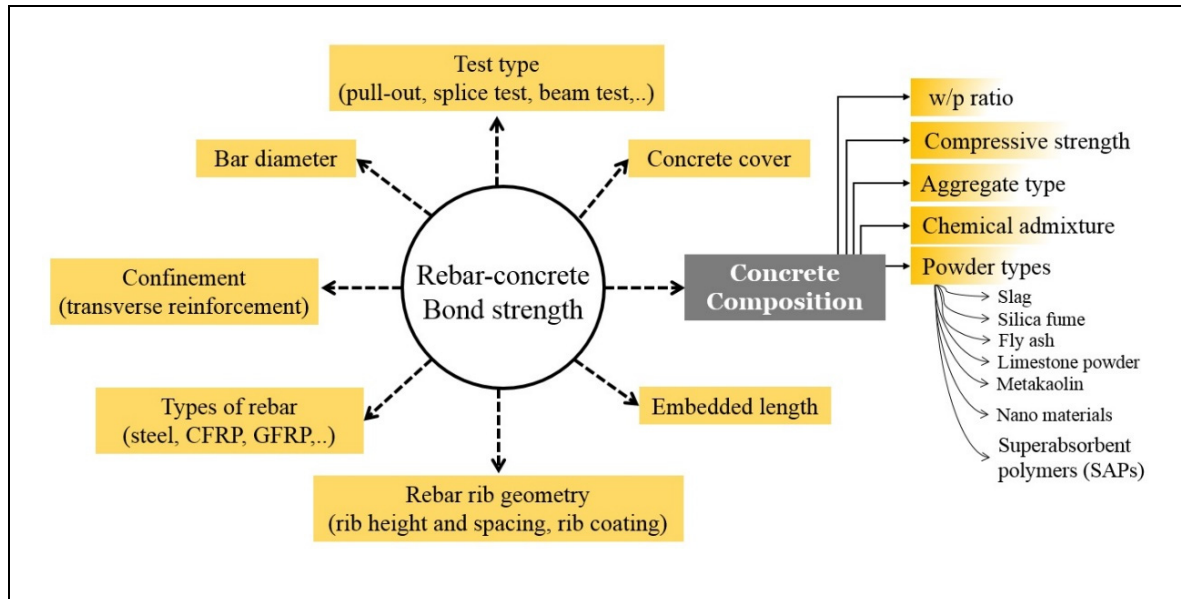 Test type
(pull-out, splice test, beam test,..)
Bar diameter
Concrete cover
Confinement
(transverse reinforcement)
Rebar-concrete
Bond strength
Types of rebar
(steel, CFRP, GFRP,..)
Embedded length
Rebar rib geometry
(rib height and spacing, rib coating)
Concrete
Composition
w/p ratio
Compressive strength
Aggregate type
Chemical admixture
Powder types
Slag
Silica fume
Fly ash
Limestone powder
Metakaolin
Nano materials
Superabsorbent
polymers (SAPs)